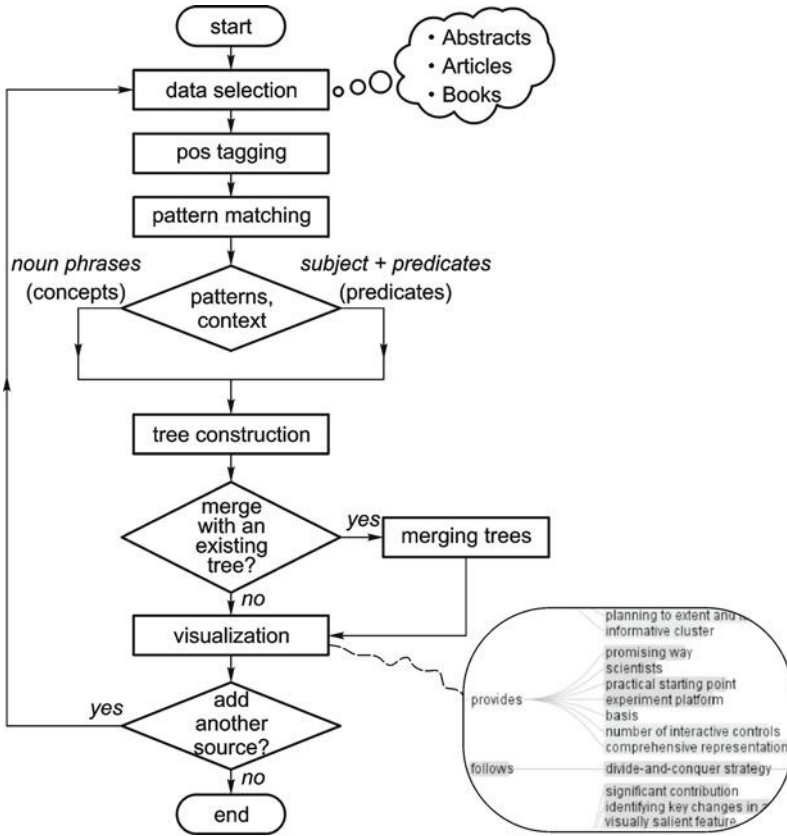 start
• Abstracts
• Articles
• Books
data selection
pos tagging
pattern matching
noun phrases
(concepts)
subject + predicates
(predicates)
patterns,
context
tree construction
merge
with an
existing
tree?
yes
merging trees
no
visualization
yes
add
another
source?
no
end
planning to extent and
informative cluster
promising way
scientists
practical starting point
provides
experiment platform
basis
number of interactive controls
comprehensive representation
follows
divide-and-conquer strategy
significant contribution
identifying key changes in
visually salient feature